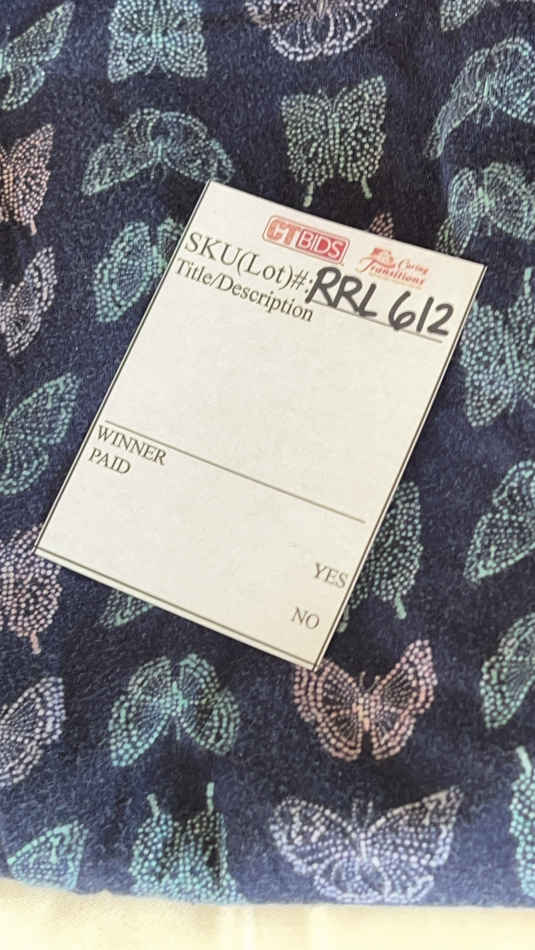 CTBIDS
Caring
Transitions
SKU(Lot)#: RRL 612
Title/Description
WINNER
PAID
YES
NO